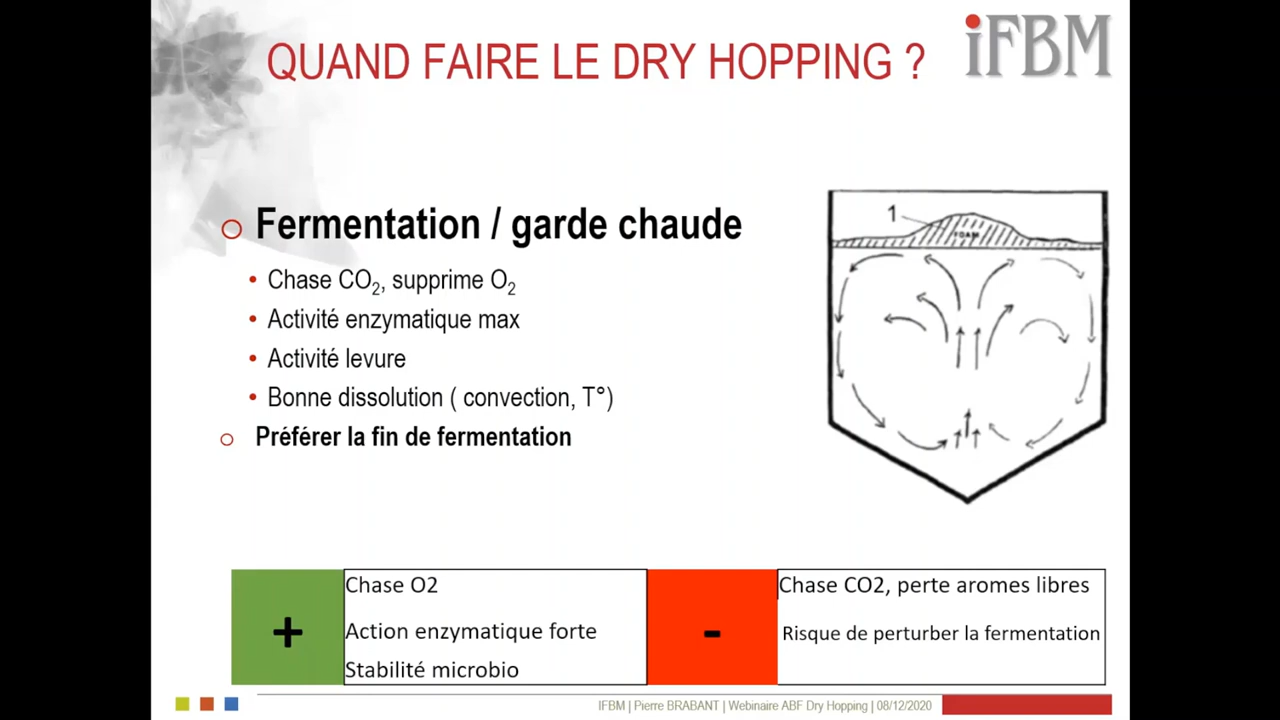 QUAND FAIRE LE DRY HOPPING ?
iFBM
Fermentation / garde chaude
Chase CO2, supprime O2
Activité enzymatique max
Activité levure
Bonne dissolution ( convection, T°)
Préférer la fin de fermentation
1
FOAM
+
Chase O2
Action enzymatique forte
Stabilité microbio
-
Chase CO2, perte aromes libres
Risque de perturber la fermentation
IFBM | Pierre BRABANT | Webinaire ABF Dry Hopping | 08/12/2020